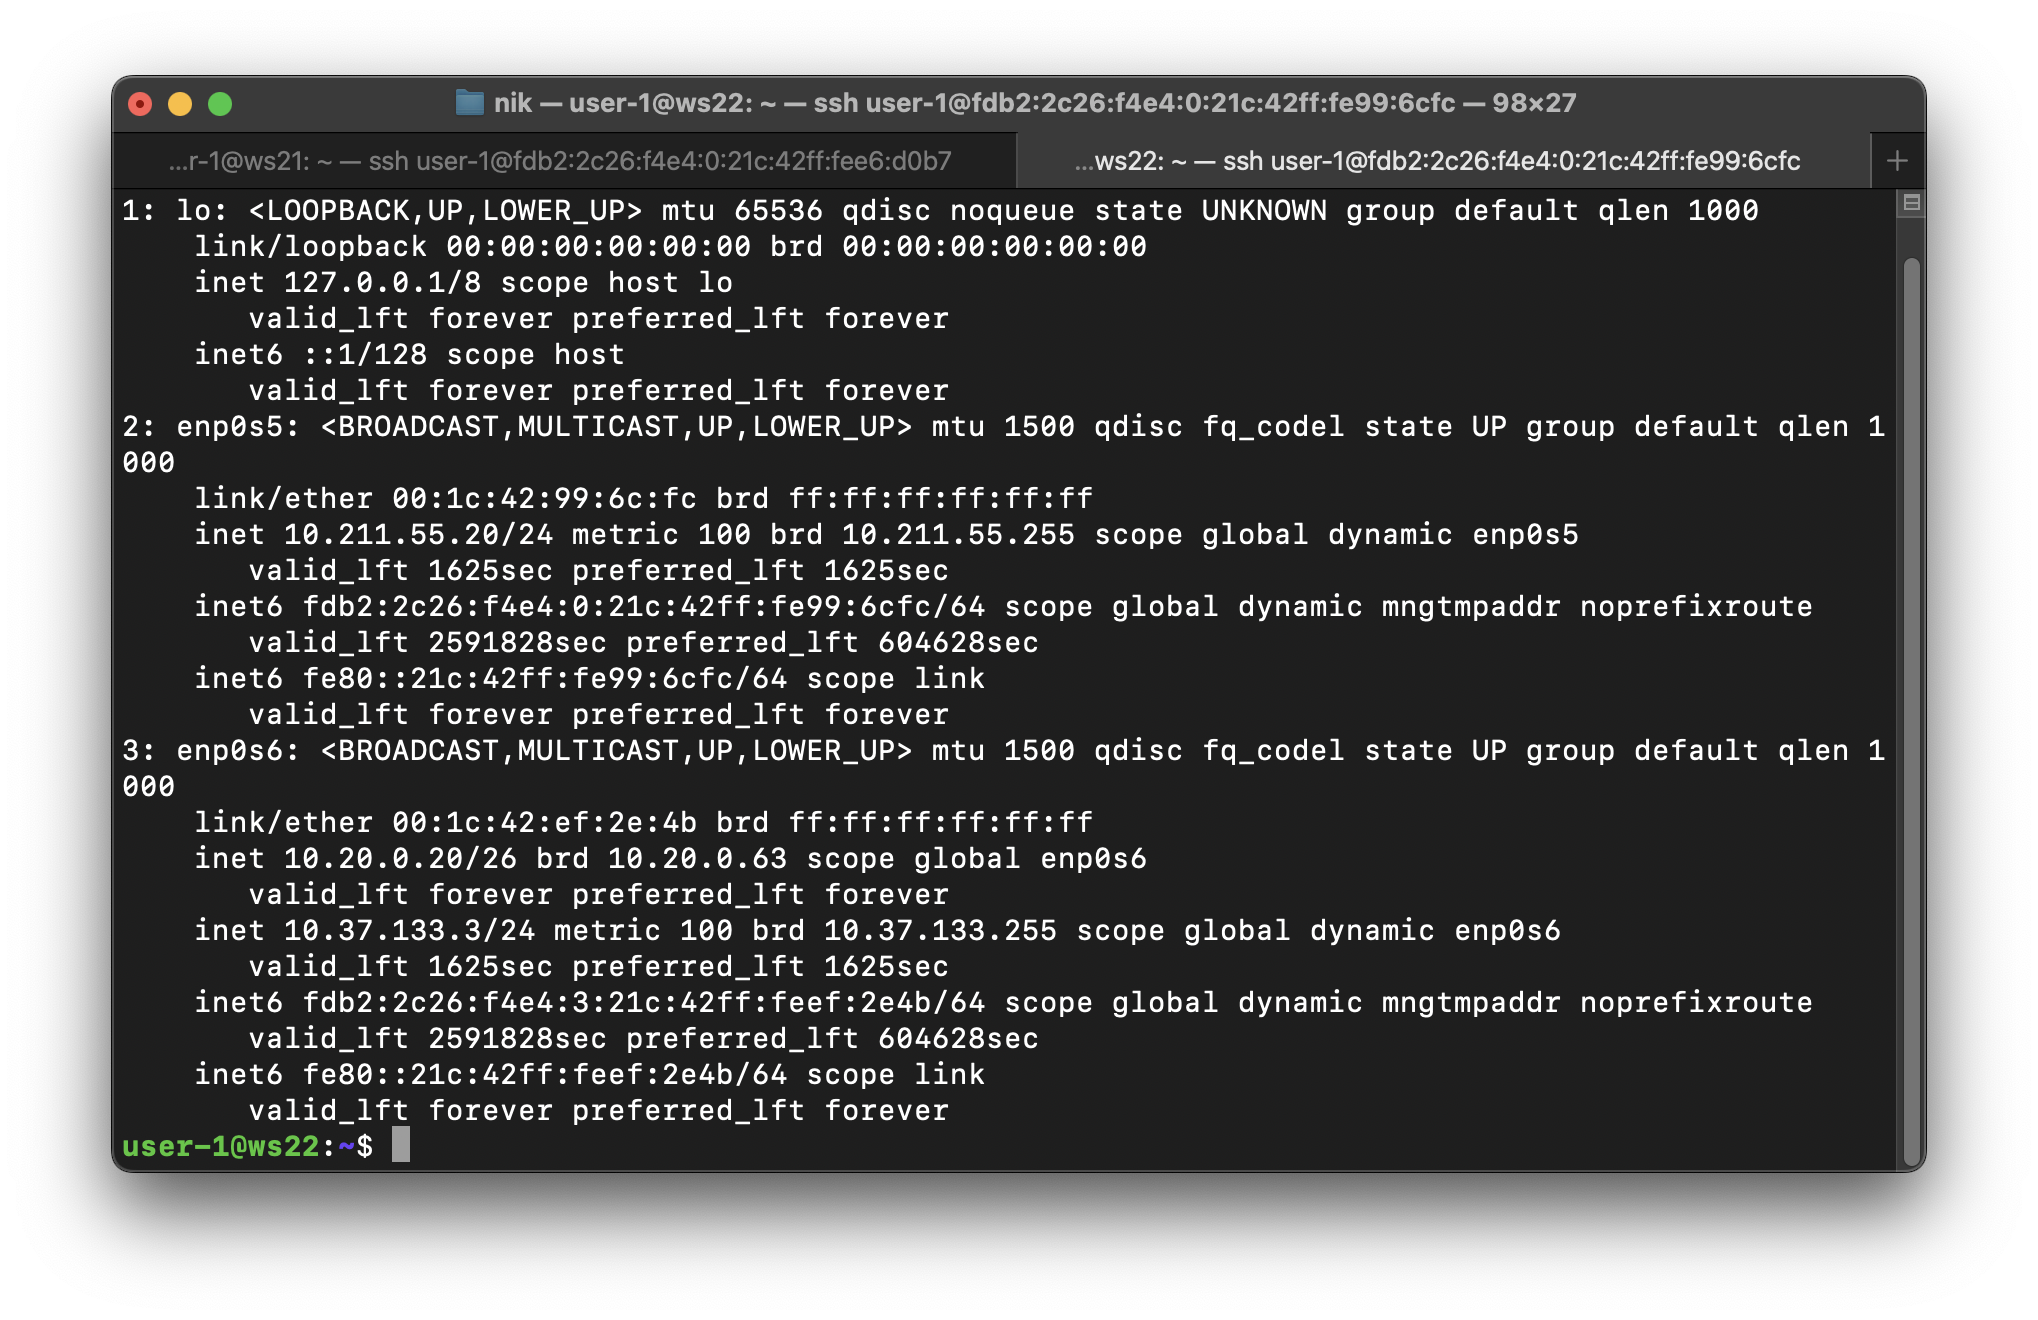 nik — user-1@ws22: ~ — ssh user-1@fdb2:2c26:f4e4:0:21c:42ff:fe99:6cfc — 98×27
...r-1@ws21: ~ — ssh user-1@fdb2:2c26:f4e4:0:21c:42ff:fee6:d0b7
...ws22: ~ — ssh user-1@fdb2:2c26:f4e4:0:21c:42ff:fe99:6cfc
1: lo: <LOOPBACK,UP,LOWER_UP> mtu 65536 qdisc noqueue state UNKNOWN group default qlen 1000
    link/loopback 00:00:00:00:00:00 brd 00:00:00:00:00:00
    inet 127.0.0.1/8 scope host lo
       valid_lft forever preferred_lft forever
    inet6 ::1/128 scope host
       valid_lft forever preferred_lft forever
2: enp0s5: <BROADCAST,MULTICAST,UP,LOWER_UP> mtu 1500 qdisc fq_codel state UP group default qlen 1
000
    link/ether 00:1c:42:99:6c:fc brd ff:ff:ff:ff:ff:ff
    inet 10.211.55.20/24 metric 100 brd 10.211.55.255 scope global dynamic enp0s5
       valid_lft 1625sec preferred_lft 1625sec
    inet6 fdb2:2c26:f4e4:0:21c:42ff:fe99:6cfc/64 scope global dynamic mngtmpaddr noprefixroute
       valid_lft 2591828sec preferred_lft 604628sec
    inet6 fe80::21c:42ff:fe99:6cfc/64 scope link
       valid_lft forever preferred_lft forever
3: enp0s6: <BROADCAST,MULTICAST,UP,LOWER_UP> mtu 1500 qdisc fq_codel state UP group default qlen 1
000
    link/ether 00:1c:42:ef:2e:4b brd ff:ff:ff:ff:ff:ff
    inet 10.20.0.20/26 brd 10.20.0.63 scope global enp0s6
       valid_lft forever preferred_lft forever
    inet 10.37.133.3/24 metric 100 brd 10.37.133.255 scope global dynamic enp0s6
       valid_lft 1625sec preferred_lft 1625sec
    inet6 fdb2:2c26:f4e4:3:21c:42ff:feef:2e4b/64 scope global dynamic mngtmpaddr noprefixroute
       valid_lft 2591828sec preferred_lft 604628sec
    inet6 fe80::21c:42ff:feef:2e4b/64 scope link
       valid_lft forever preferred_lft forever
user-1@ws22:~$